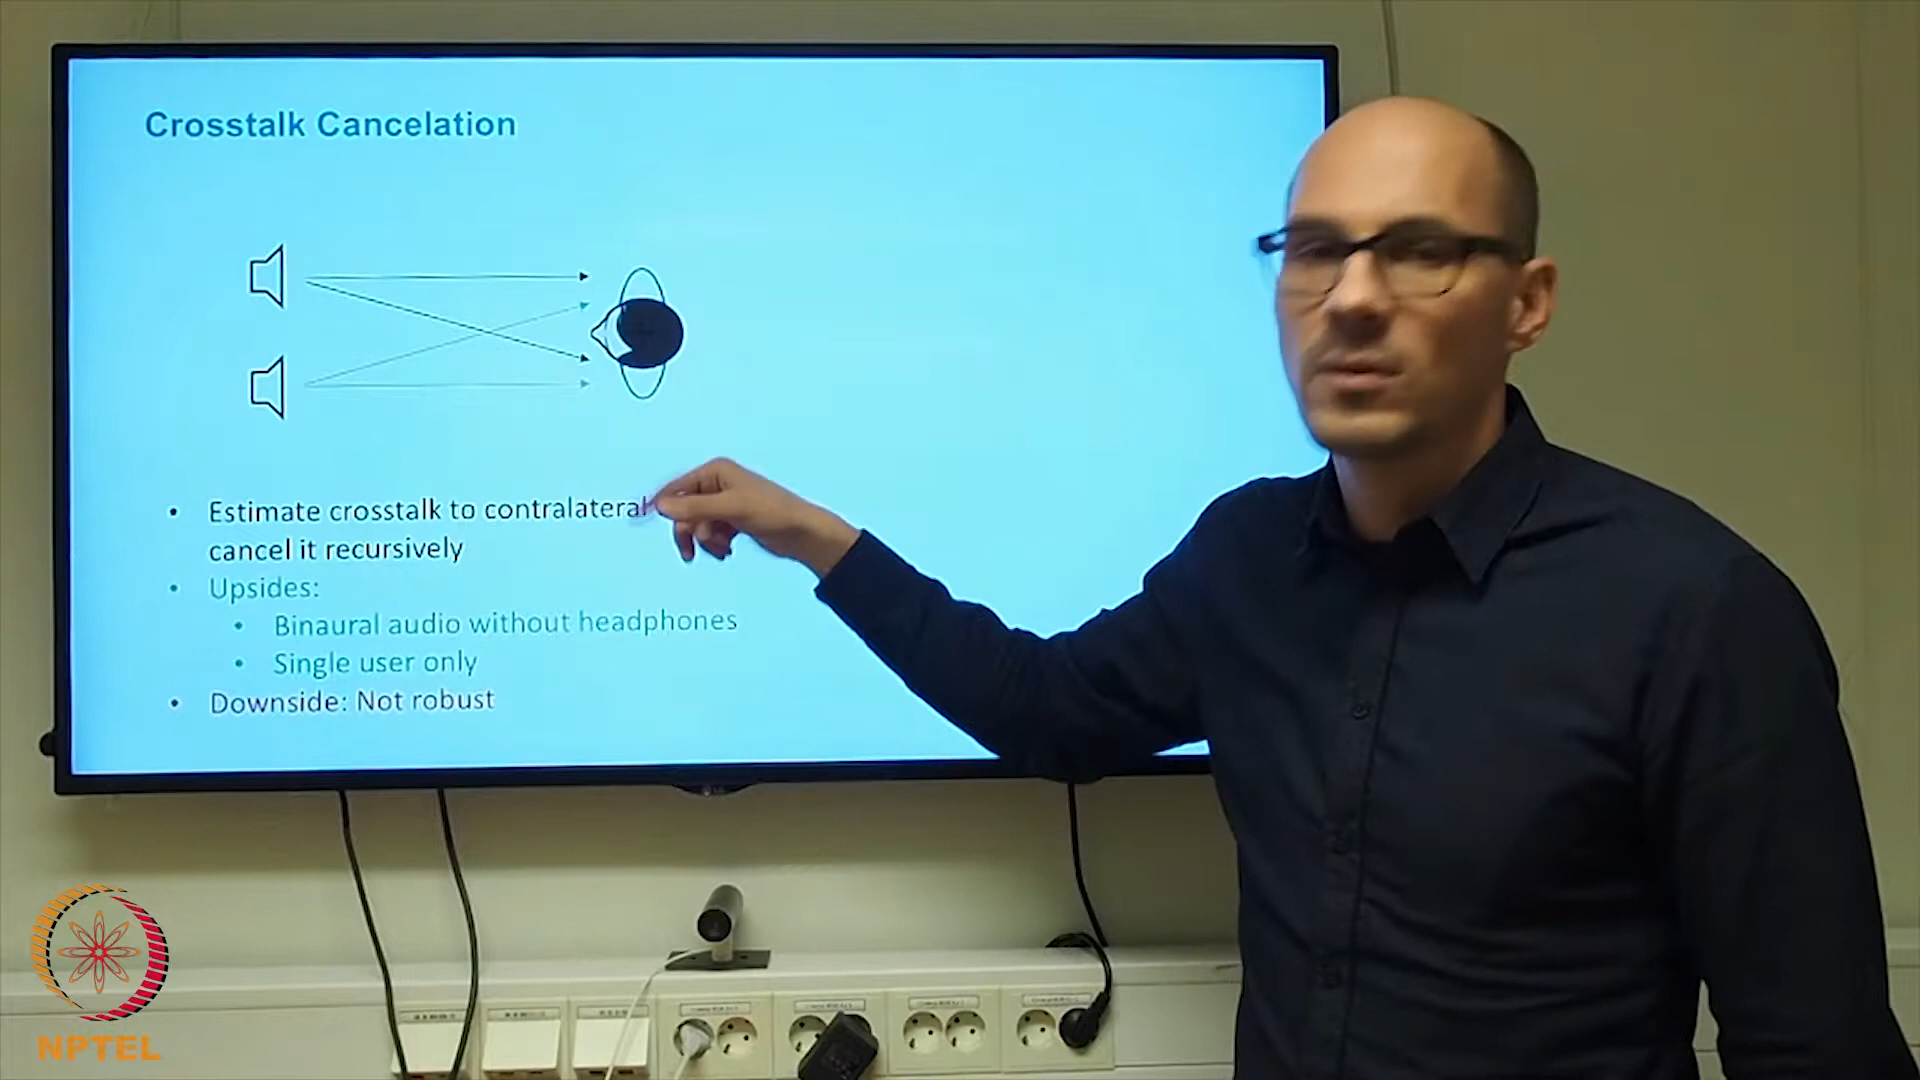 Crosstalk Cancelation
• Estimate crosstalk to contralateral
cancel it recursively
• Upsides:
• Binaural audio without headphones
• Single user only
• Downside: Not robust
NPTEL